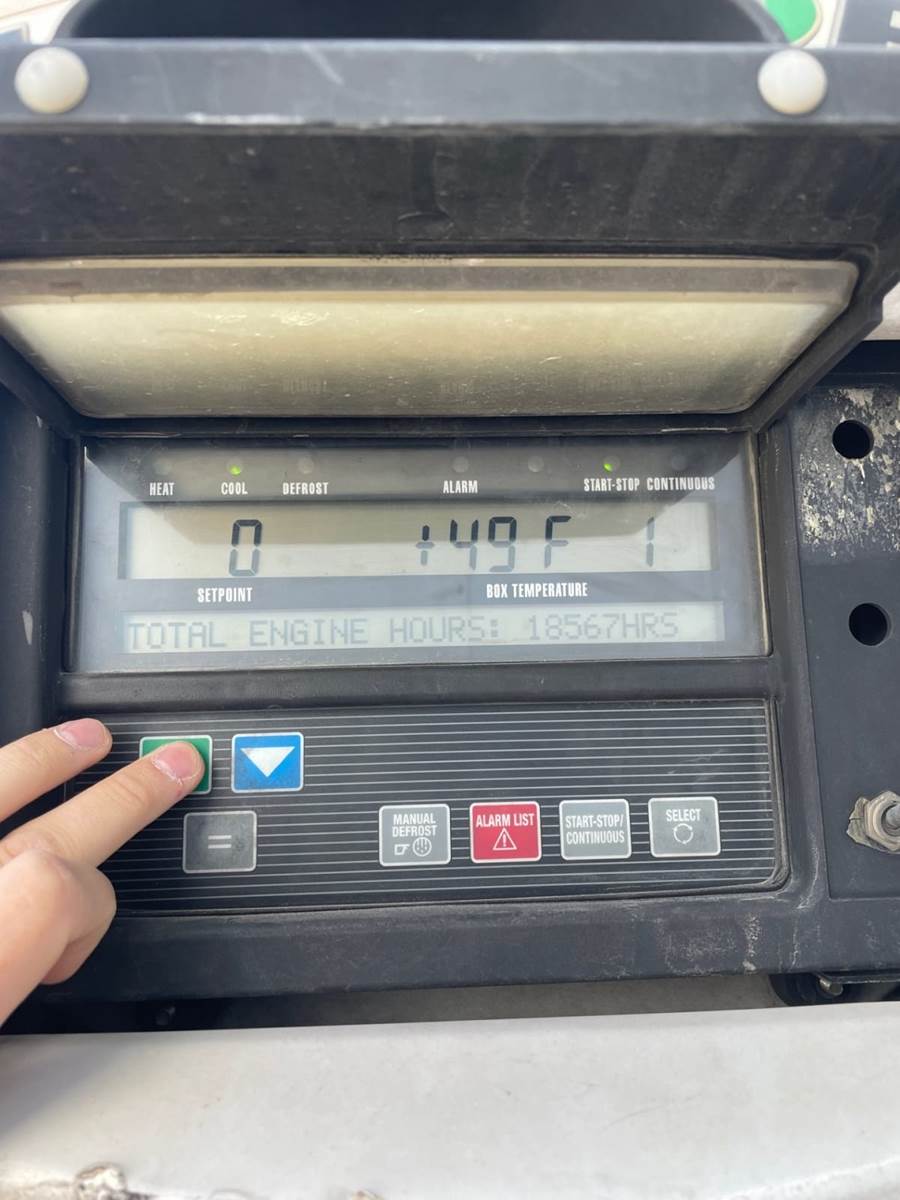 HEAT COOL DEFROST ALARM START-STOP CONTINUOUS
0 +49 F 1
SETPOINT BOX TEMPERATURE
TOTAL ENGINE HOURS: 18567HRS
=
MANUAL DEFROST
ALARM LIST
START-STOP/ CONTINUOUS
SELECT